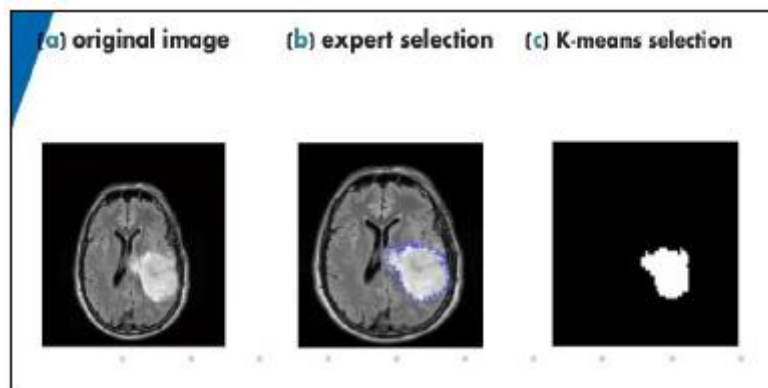 (a) original image
(b) expert selection
(c) K-means selection